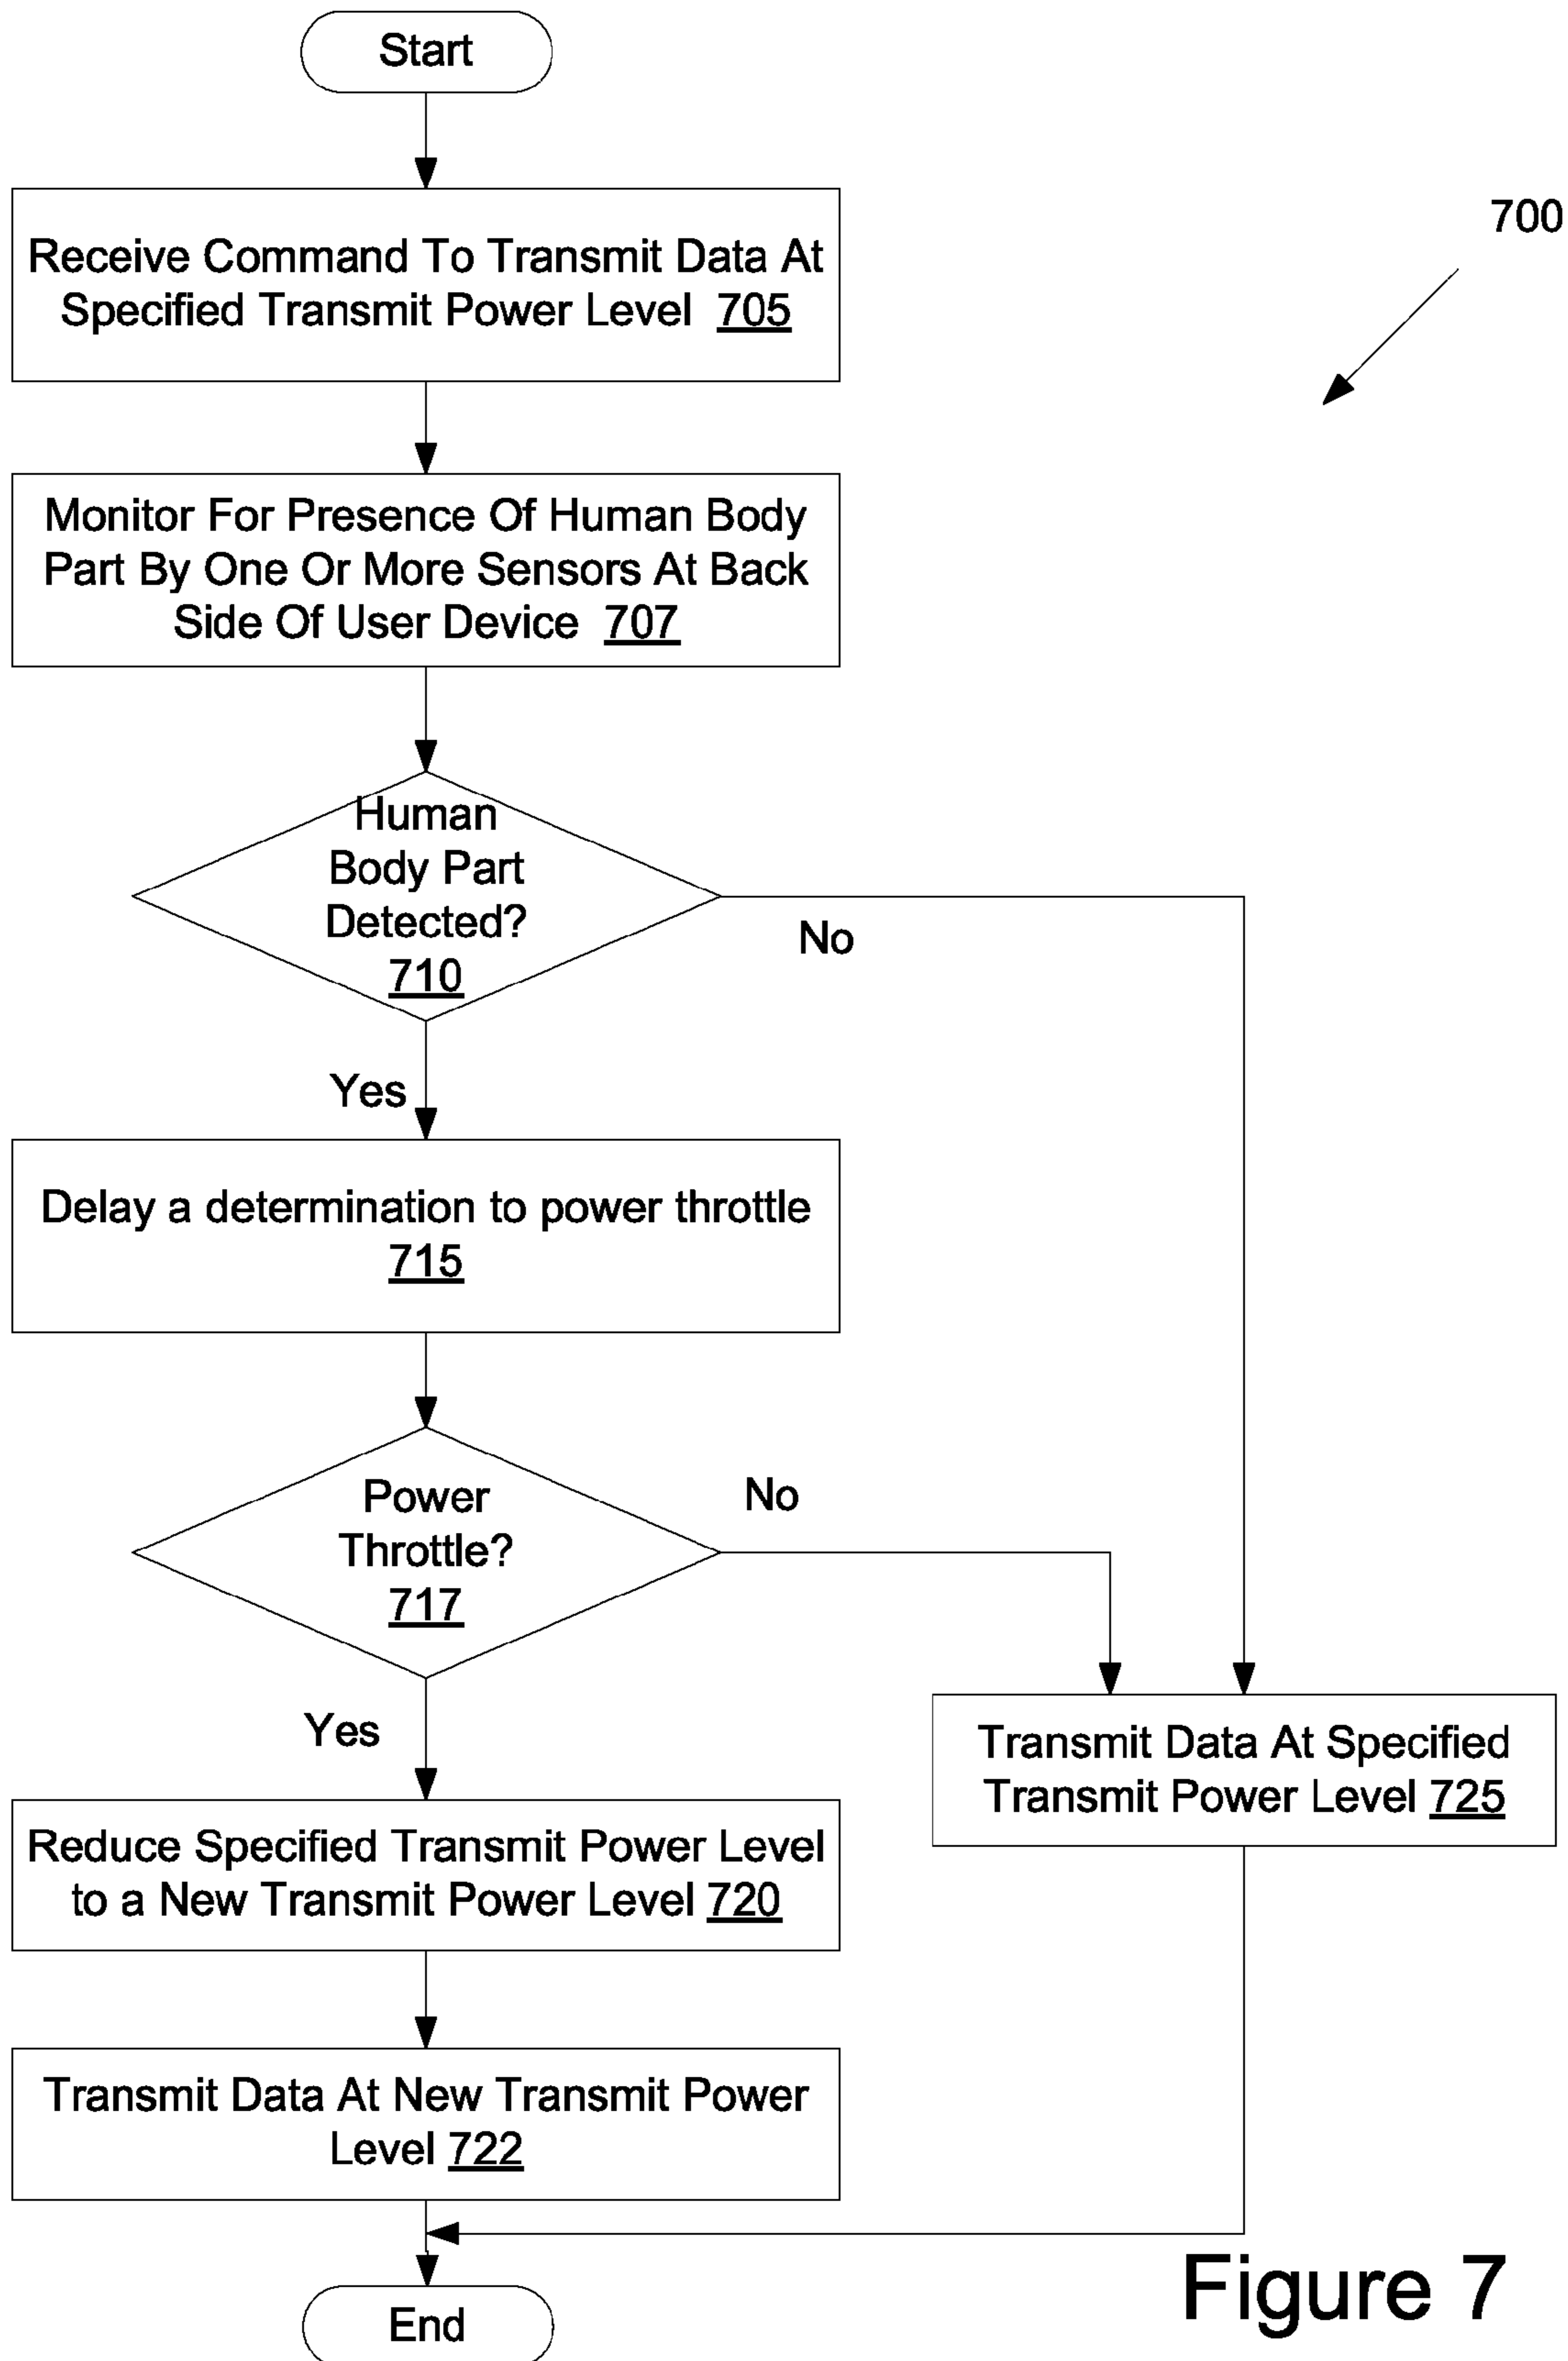 Start
700
Receive Command To Transmit Data At
Specified Transmit Power Level 705
Monitor For Presence Of Human Body
Part By One Or More Sensors At Back
Side Of User Device 707
Human
Body Part
Detected?
710
No
Yes
Delay a determination to power throttle
715
Power
Throttle?
717
No
Yes
Transmit Data At Specified
Transmit Power Level 725
Reduce Specified Transmit Power Level
to a New Transmit Power Level 720
Transmit Data At New Transmit Power
Level 722
End
Figure 7